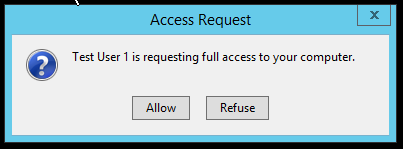 Access Request
x
?
Test User 1 is requesting full access to your computer.
Allow Refuse